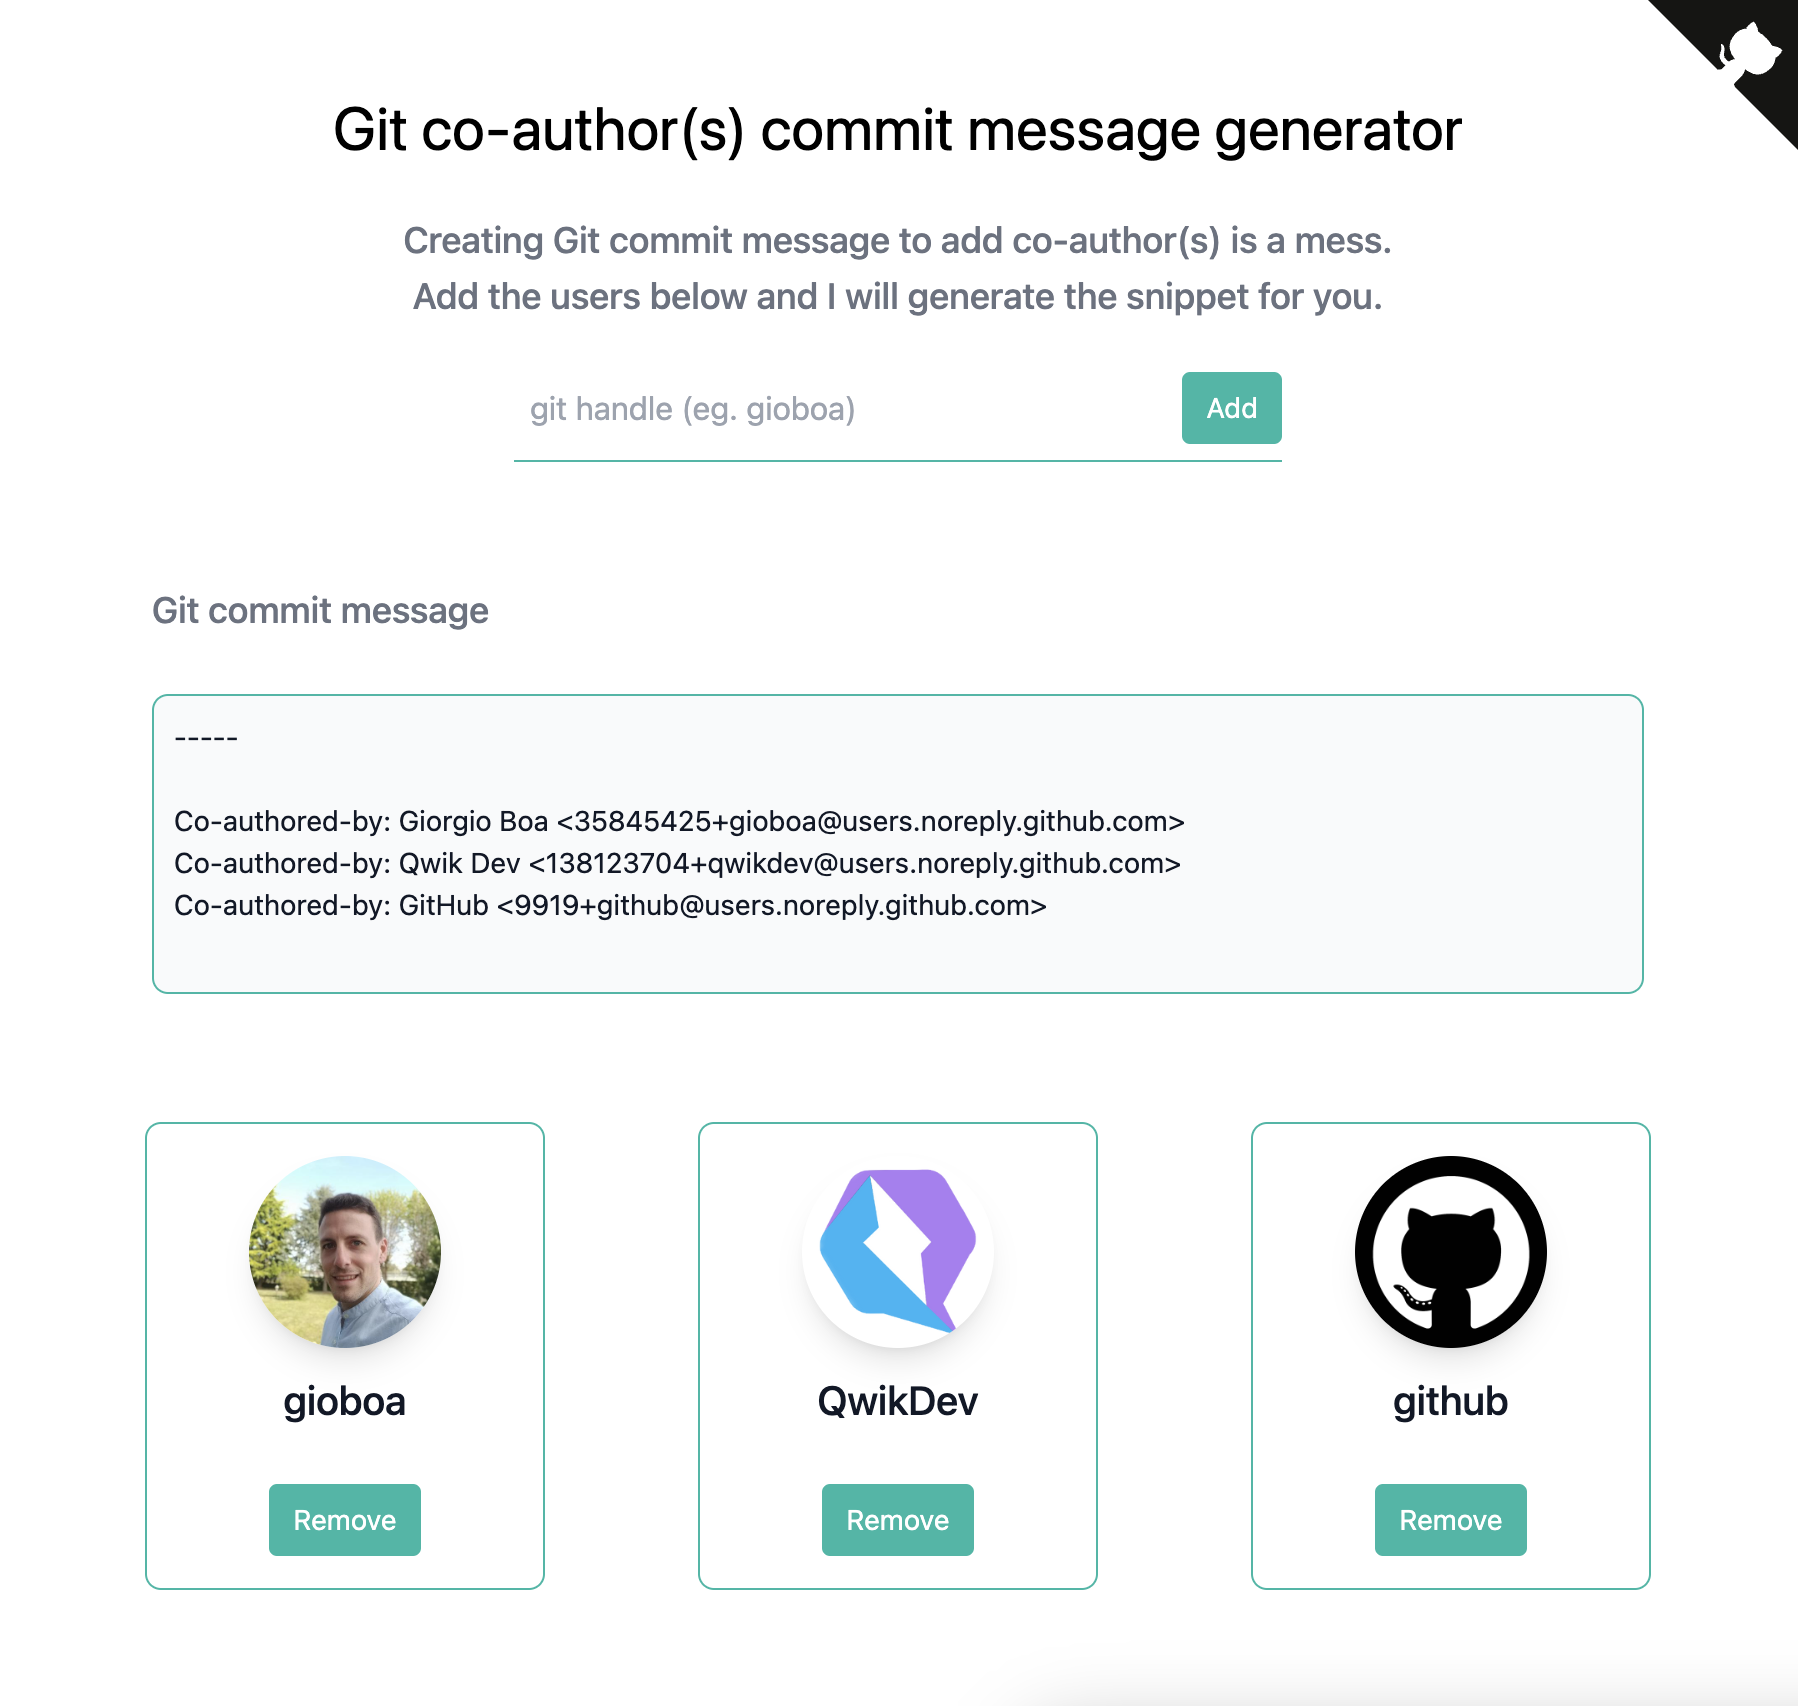 Git co-author(s) commit message generator
Creating Git commit message to add co-author(s) is a mess.
Add the users below and I will generate the snippet for you.
git handle (eg. gioboa)
Add
Git commit message
-----
Co-authored-by: Giorgio Boa <35845425+gioboa@users.noreply.github.com>
Co-authored-by: Qwik Dev <138123704+qwikdev@users.noreply.github.com>
Co-authored-by: GitHub <9919+github@users.noreply.github.com>
gioboa
Remove
QwikDev
Remove
github
Remove